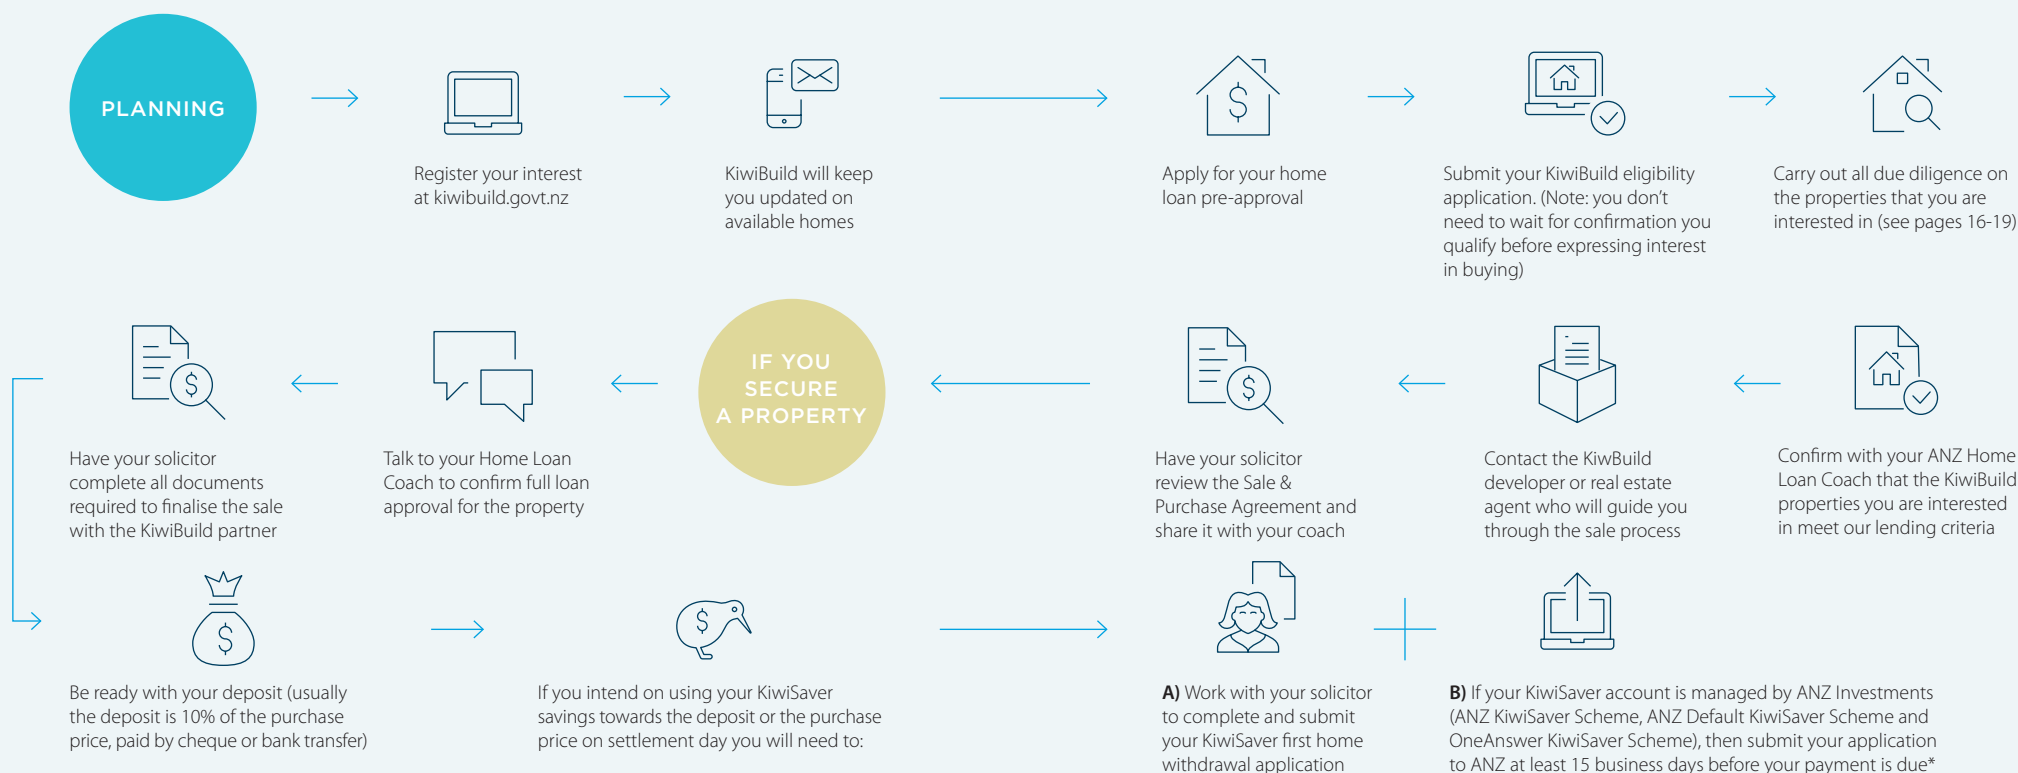 PLANNING
Register your interest
at kiwibuild.govt.nz
KiwiBuild will keep
you updated on
available homes
Apply for your home
loan pre-approval
Submit your KiwiBuild eligibility
application. (Note: you don't
need to wait for confirmation you
qualify before expressing interest
in buying)
Carry out all due diligence on
the properties that you are
interested in (see pages 16-19)
Confirm with your ANZ Home
Loan Coach that the KiwiBuild
properties you are interested
in meet our lending criteria
Contact the KiwBuild
developer or real estate
agent who will guide you
through the sale process
Have your solicitor
review the Sale &
Purchase Agreement and
share it with your coach
IF YOU
SECURE
A PROPERTY
Talk to your Home Loan
Coach to confirm full loan
approval for the property
Have your solicitor
complete all documents
required to finalise the sale
with the KiwiBuild partner
Be ready with your deposit (usually
the deposit is 10% of the purchase
price, paid by cheque or bank transfer)
If you intend on using your KiwiSaver
savings towards the deposit or the purchase
price on settlement day you will need to:
A) Work with your solicitor
to complete and submit
your KiwiSaver first home
withdrawal application
B) If your KiwiSaver account is managed by ANZ Investments
(ANZ KiwiSaver Scheme, ANZ Default KiwiSaver Scheme and
OneAnswer KiwiSaver Scheme), then submit your application
to ANZ at least 15 business days before your payment is due*